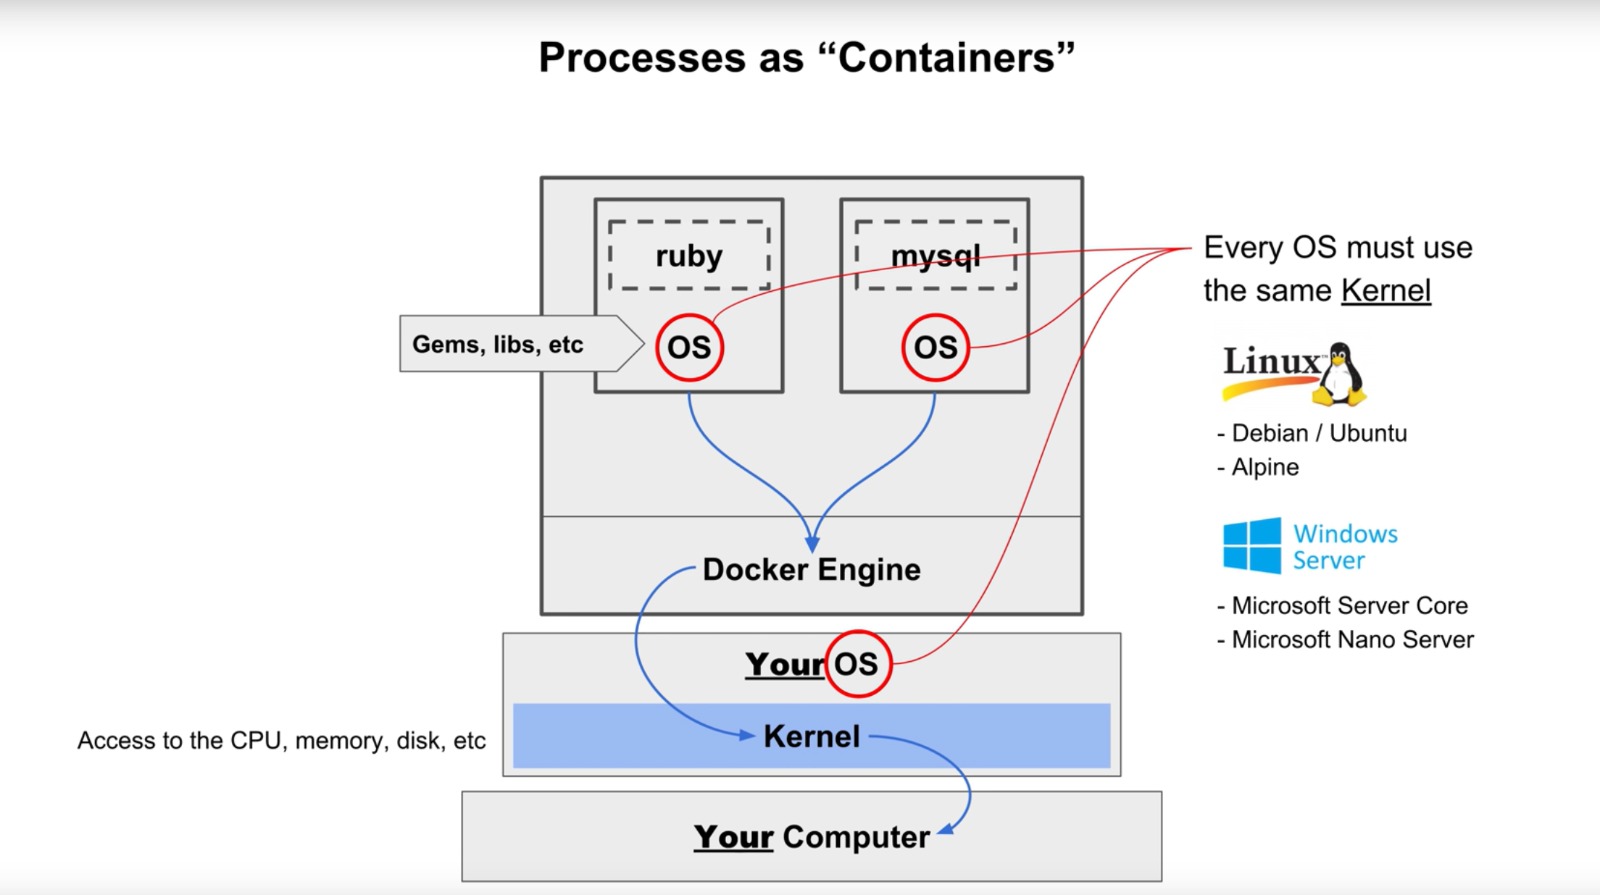 Processes as “Containers”
ruby
mysql
Gems, libs, etc
OS
OS
Every OS must use
the same Kernel
Linux™
- Debian / Ubuntu
- Alpine
Docker Engine
Windows
Server
- Microsoft Server Core
- Microsoft Nano Server
Your OS
Access to the CPU, memory, disk, etc
Kernel
Your Computer